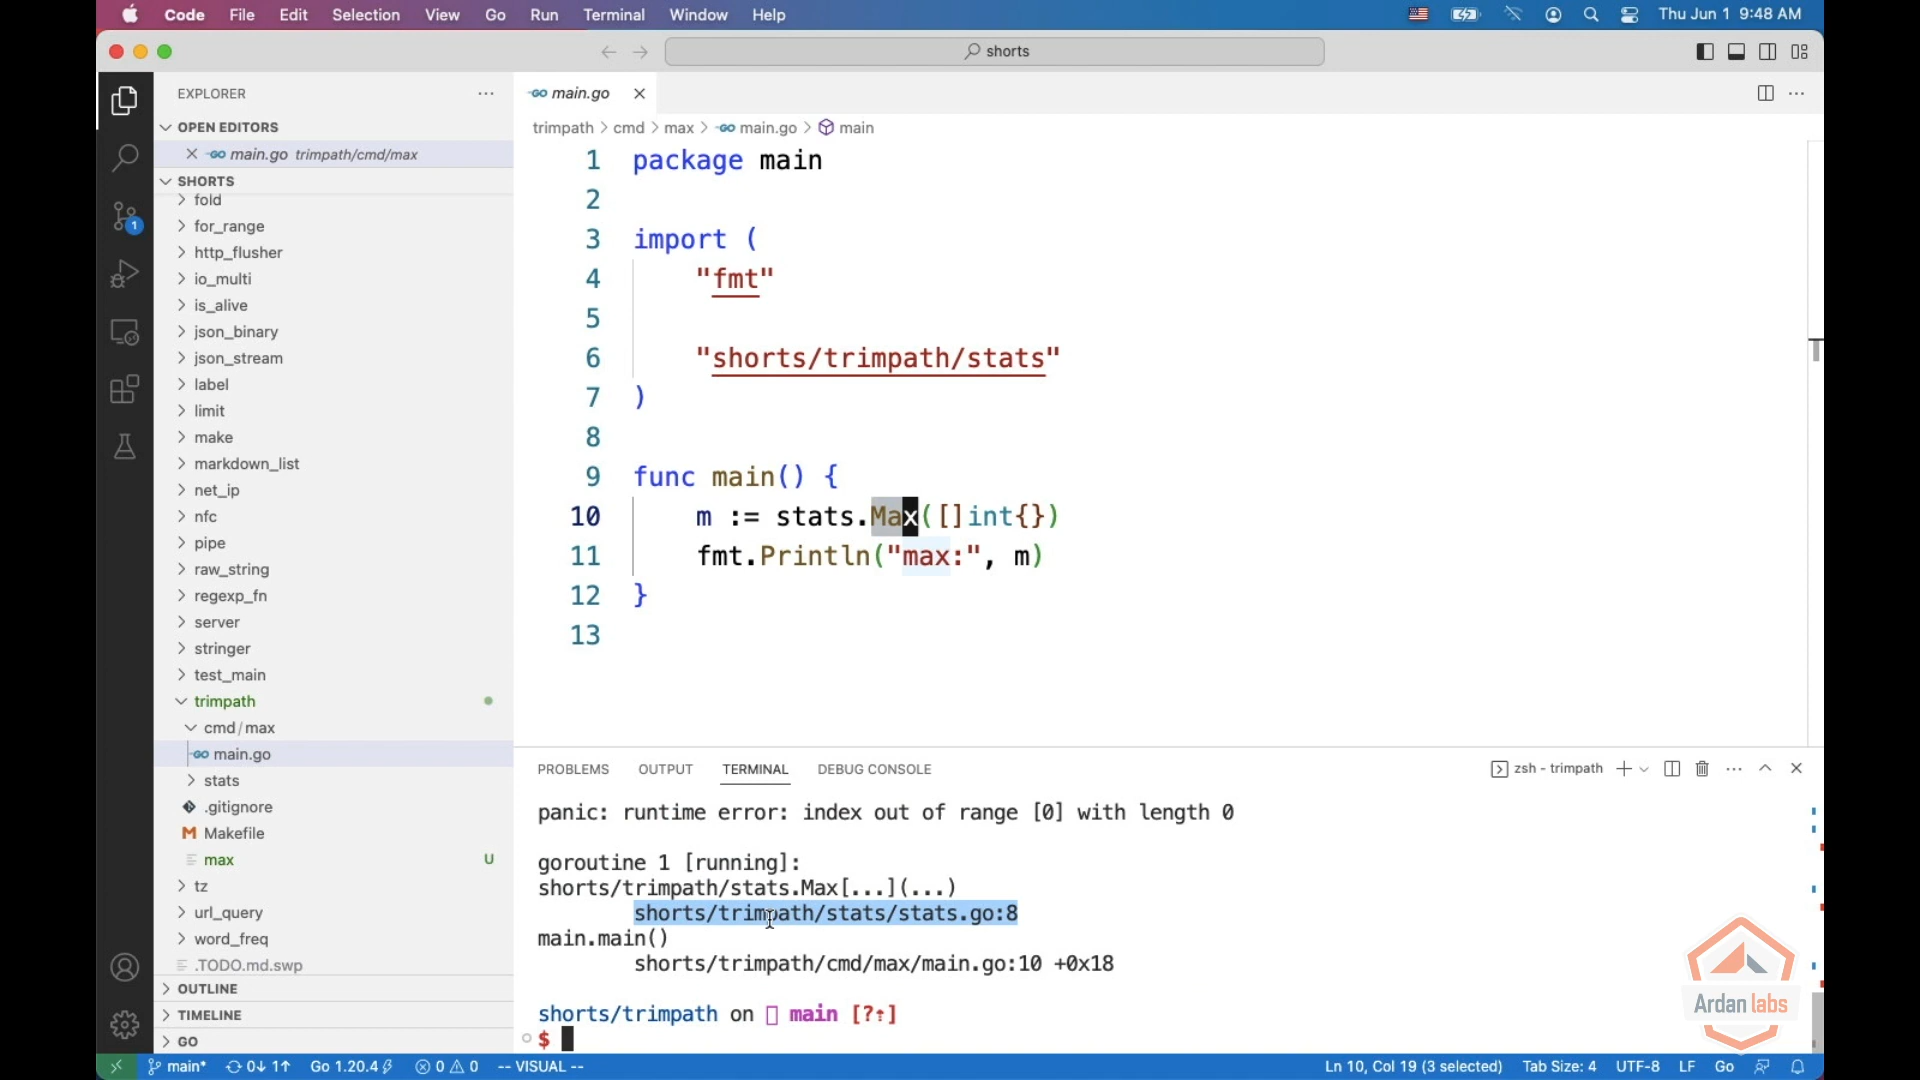 Code File Edit Selection View Go Run Terminal Window Help Thu Jun 1 9:48 AM
shorts
EXPLORER
main.go
OPEN EDITORS
trimpath > cmd > max > main.go > main
main.go trimpath/cmd/max
SHORTS
fold
for_range
http_flusher
io_multi
is_alive
json_binary
json_stream
label
limit
make
markdown_list
net_ip
nfc
pipe
raw_string
regexp_fn
server
stringer
test_main
trimpath
cmd/max
main.go
stats
.gitignore
M Makefile
max U
tz
url_query
word_freq
.TODO.md.swp
OUTLINE
TIMELINE
GO
1
1 package main
2
3 import (
4 "fmt"
5
6 "shorts/trimpath/stats"
7 )
8
9 func main() {
10 m := stats.Max([]int{})
11 fmt.Println("max:", m)
12 }
13
PROBLEMS OUTPUT TERMINAL DEBUG CONSOLE zsh - trimpath
panic: runtime error: index out of range [0] with length 0
goroutine 1 [running]:
shorts/trimpath/stats.Max[...](...)
shorts/trimpath/stats/stats.go:8
main.main()
shorts/trimpath/cmd/max/main.go:10 +0x18
shorts/trimpath on main [?⇡]
$
Ardan labs
main* 0↓ 1↑ Go 1.20.4 0 0 -- VISUAL -- Ln 10, Col 19 (3 selected) Tab Size: 4 UTF-8 LF Go